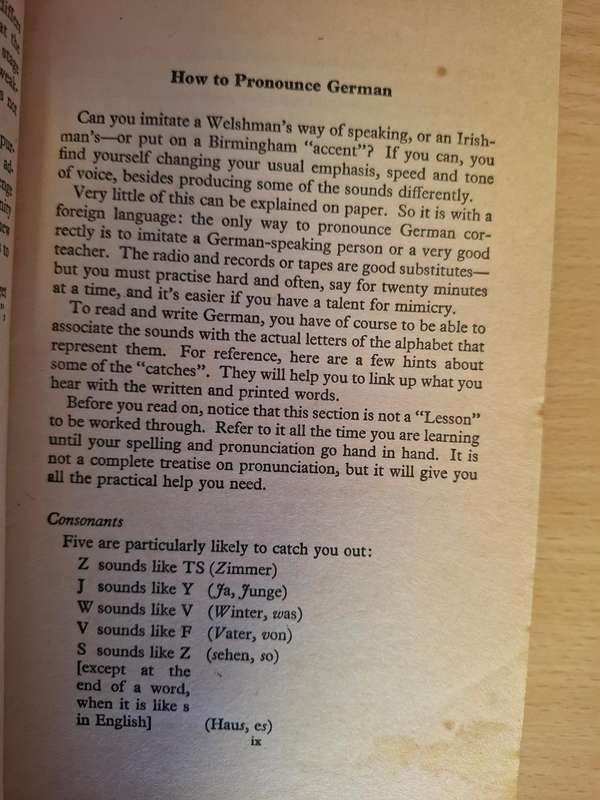 differs
at the
stage
weak-
s not
pur-
ad-
nge
nity
new
to
How to Pronounce German
Can you imitate a Welshman's way of speaking, or an Irish-
man's—or put on a Birmingham "accent"? If you can, you
find yourself changing your usual emphasis, speed and tone
of voice, besides producing some of the sounds differently.
Very little of this can be explained on paper. So it is with a
foreign language: the only way to pronounce German cor-
rectly is to imitate a German-speaking person or a very good
teacher. The radio and records or tapes are good substitutes—
but you must practise hard and often, say for twenty minutes
at a time, and it's easier if you have a talent for mimicry.
To read and write German, you have of course to be able to
associate the sounds with the actual letters of the alphabet that
represent them. For reference, here are a few hints about
some of the "catches". They will help you to link up what you
hear with the written and printed words.
Before you read on, notice that this section is not a "Lesson"
to be worked through. Refer to it all the time you are learning
until your spelling and pronunciation go hand in hand. It is
not a complete treatise on pronunciation, but it will give you
all the practical help you need.
Consonants
Five are particularly likely to catch you out:
Z sounds like TS (Zimmer)
J sounds like Y (Ja, Junge)
W sounds like V (Winter, was)
V sounds like F (Vater, von)
S sounds like Z (sehen, so)
[except at the
end of a word,
when it is like s
in English] (Haus, es)
ix